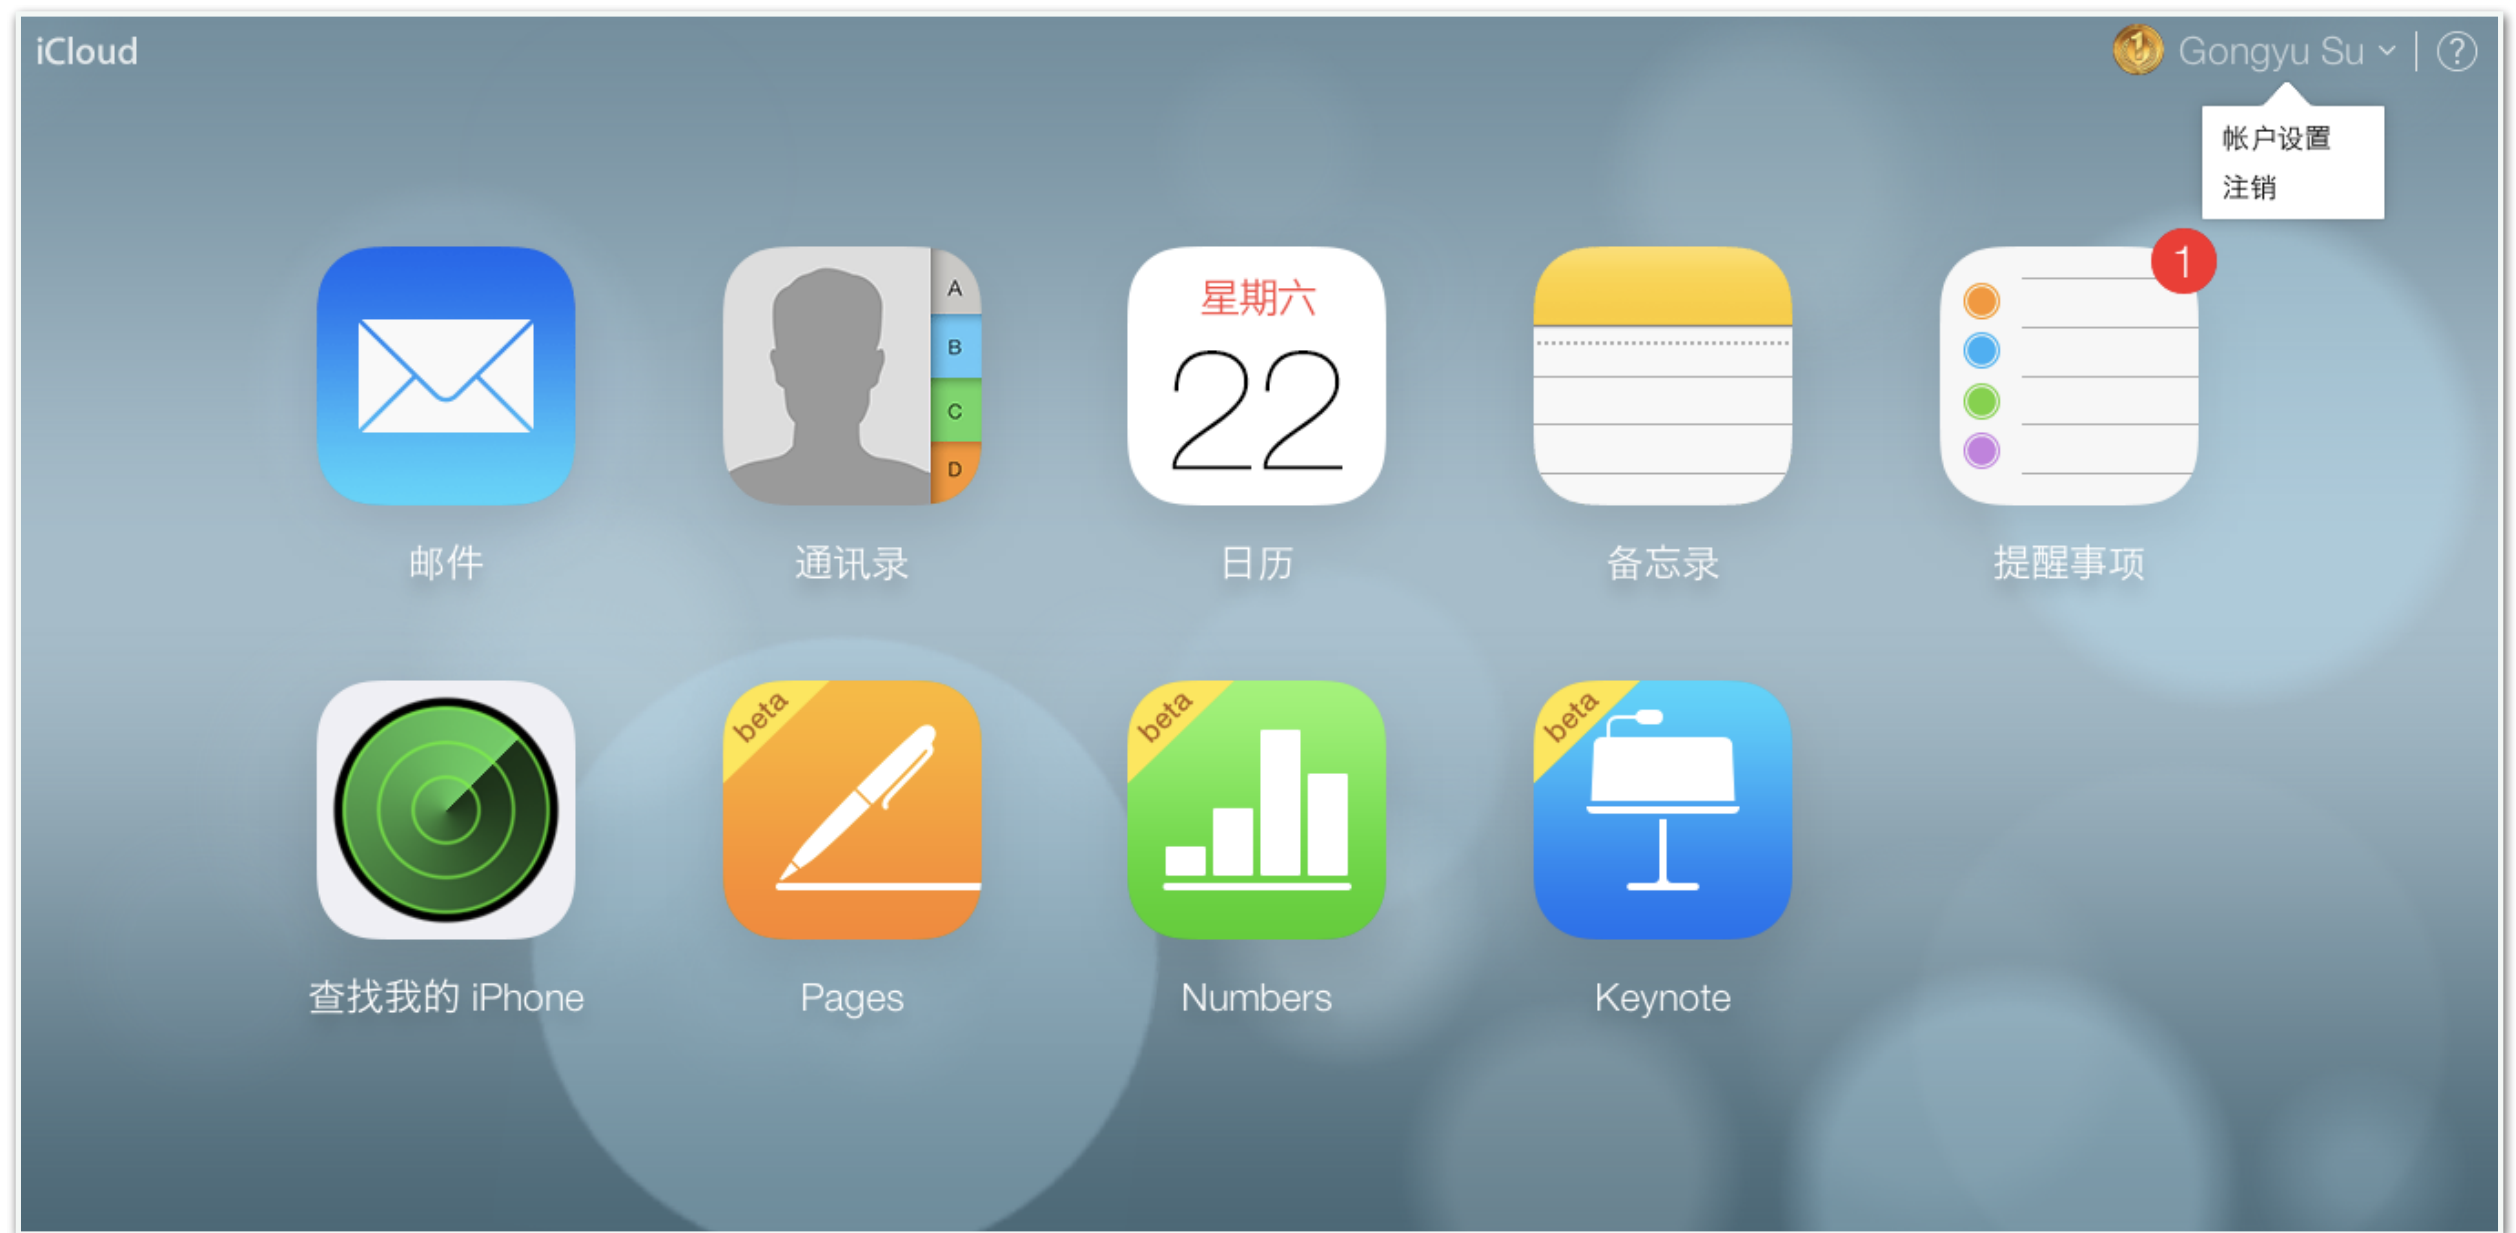 iCloud
Gongyu Su
?
帐户设置
注销
1
A
B
C
D
星期六
22
邮件
通讯录
日历
备忘录
提醒事项
beta
beta
beta
查找我的 iPhone
Pages
Numbers
Keynote